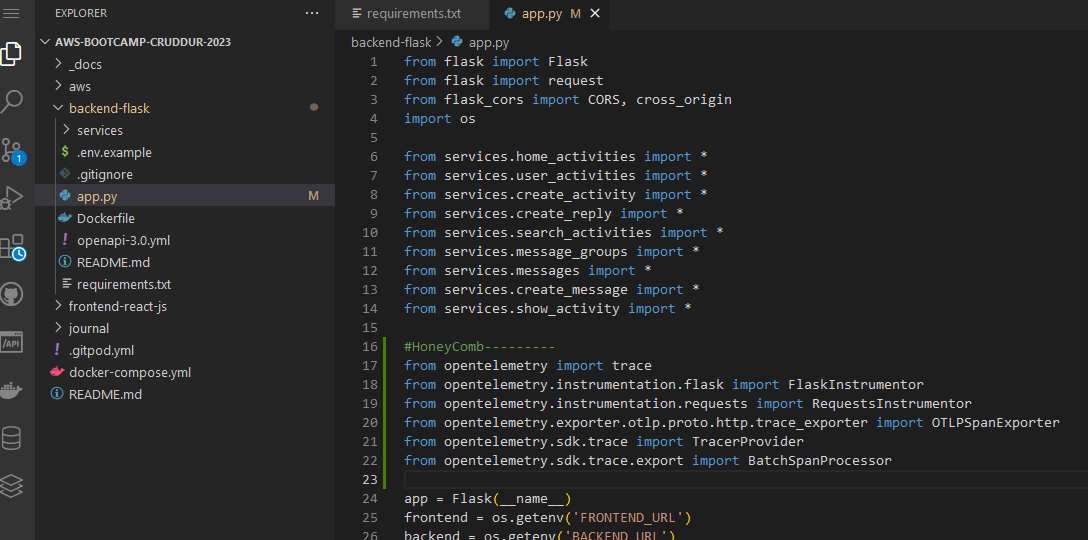 EXPLORER
AWS-BOOTCAMP-CRUDDUR-2023
_docs
aws
backend-flask
services
$ .env.example
.gitignore
app.py M
Dockerfile
! openapi-3.0.yml
README.md
requirements.txt
frontend-react-js
journal
! .gitpod.yml
docker-compose.yml
README.md
1
/API
requirements.txt
app.py M
backend-flask > app.py
1 from flask import Flask
2 from flask import request
3 from flask_cors import CORS, cross_origin
4 import os
5
6 from services.home_activities import *
7 from services.user_activities import *
8 from services.create_activity import *
9 from services.create_reply import *
10 from services.search_activities import *
11 from services.message_groups import *
12 from services.messages import *
13 from services.create_message import *
14 from services.show_activity import *
15
16 #HoneyComb---------
17 from opentelemetry import trace
18 from opentelemetry.instrumentation.flask import FlaskInstrumentor
19 from opentelemetry.instrumentation.requests import RequestsInstrumentor
20 from opentelemetry.exporter.otlp.proto.http.trace_exporter import OTLPSpanExporter
21 from opentelemetry.sdk.trace import TracerProvider
22 from opentelemetry.sdk.trace.export import BatchSpanProcessor
23
24 app = Flask(__name__)
25 frontend = os.getenv('FRONTEND_URL')
26 backend = os.getenv('BACKEND_URL')